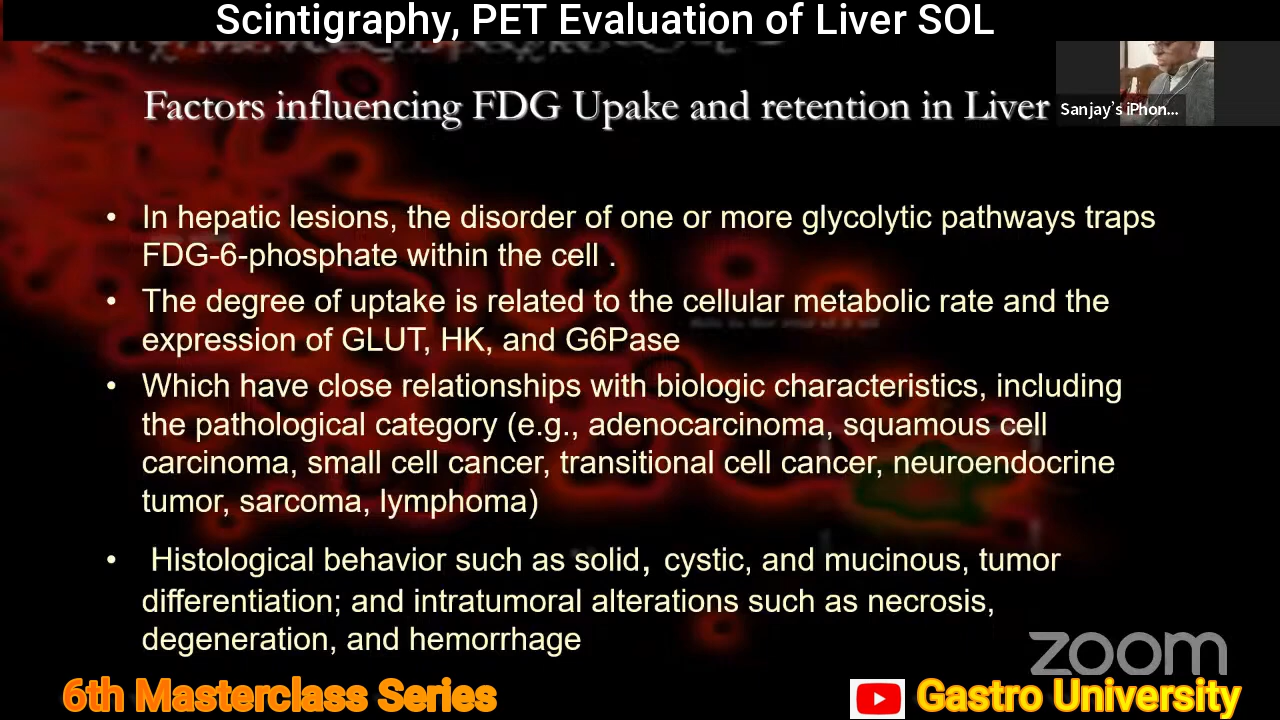 Scintigraphy, PET Evaluation of Liver SOL
Factors influencing FDG Upake and retention in Liver
Sanjay's iPhon...
• In hepatic lesions, the disorder of one or more glycolytic pathways traps
FDG-6-phosphate within the cell .
• The degree of uptake is related to the cellular metabolic rate and the
expression of GLUT, HK, and G6Pase
• Which have close relationships with biologic characteristics, including
the pathological category (e.g., adenocarcinoma, squamous cell
carcinoma, small cell cancer, transitional cell cancer, neuroendocrine
tumor, sarcoma, lymphoma)
• Histological behavior such as solid, cystic, and mucinous, tumor
differentiation; and intratumoral alterations such as necrosis,
degeneration, and hemorrhage
zoom
6th Masterclass Series
Gastro University